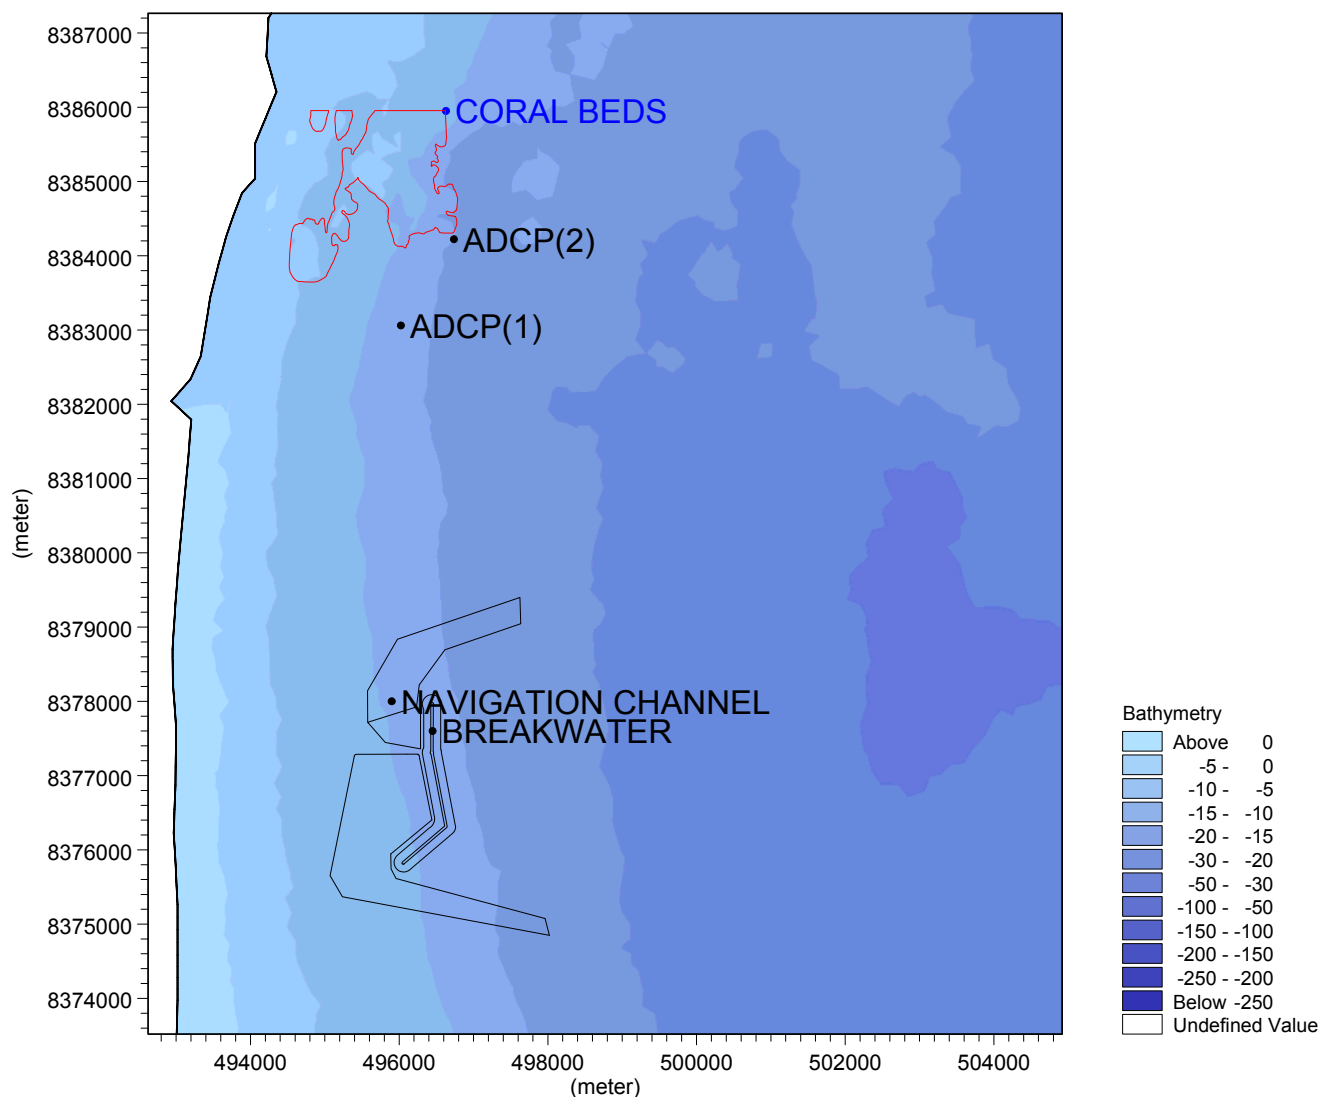 8387000
8386000
8385000
8384000
8383000
8382000
8381000
8380000
8379000
8378000
8377000
8376000
8375000
8374000
(meter)
CORAL BEDS
ADCP(2)
ADCP(1)
NAVIGATION CHANNEL
BREAKWATER
494000 496000 498000 500000 502000 504000
(meter)
Bathymetry
Above 0
-5 - 0
-10 - -5
-15 - -10
-20 - -15
-30 - -20
-50 - -30
-100 - -50
-150 - -100
-200 - -150
-250 - -200
Below -250
Undefined Value